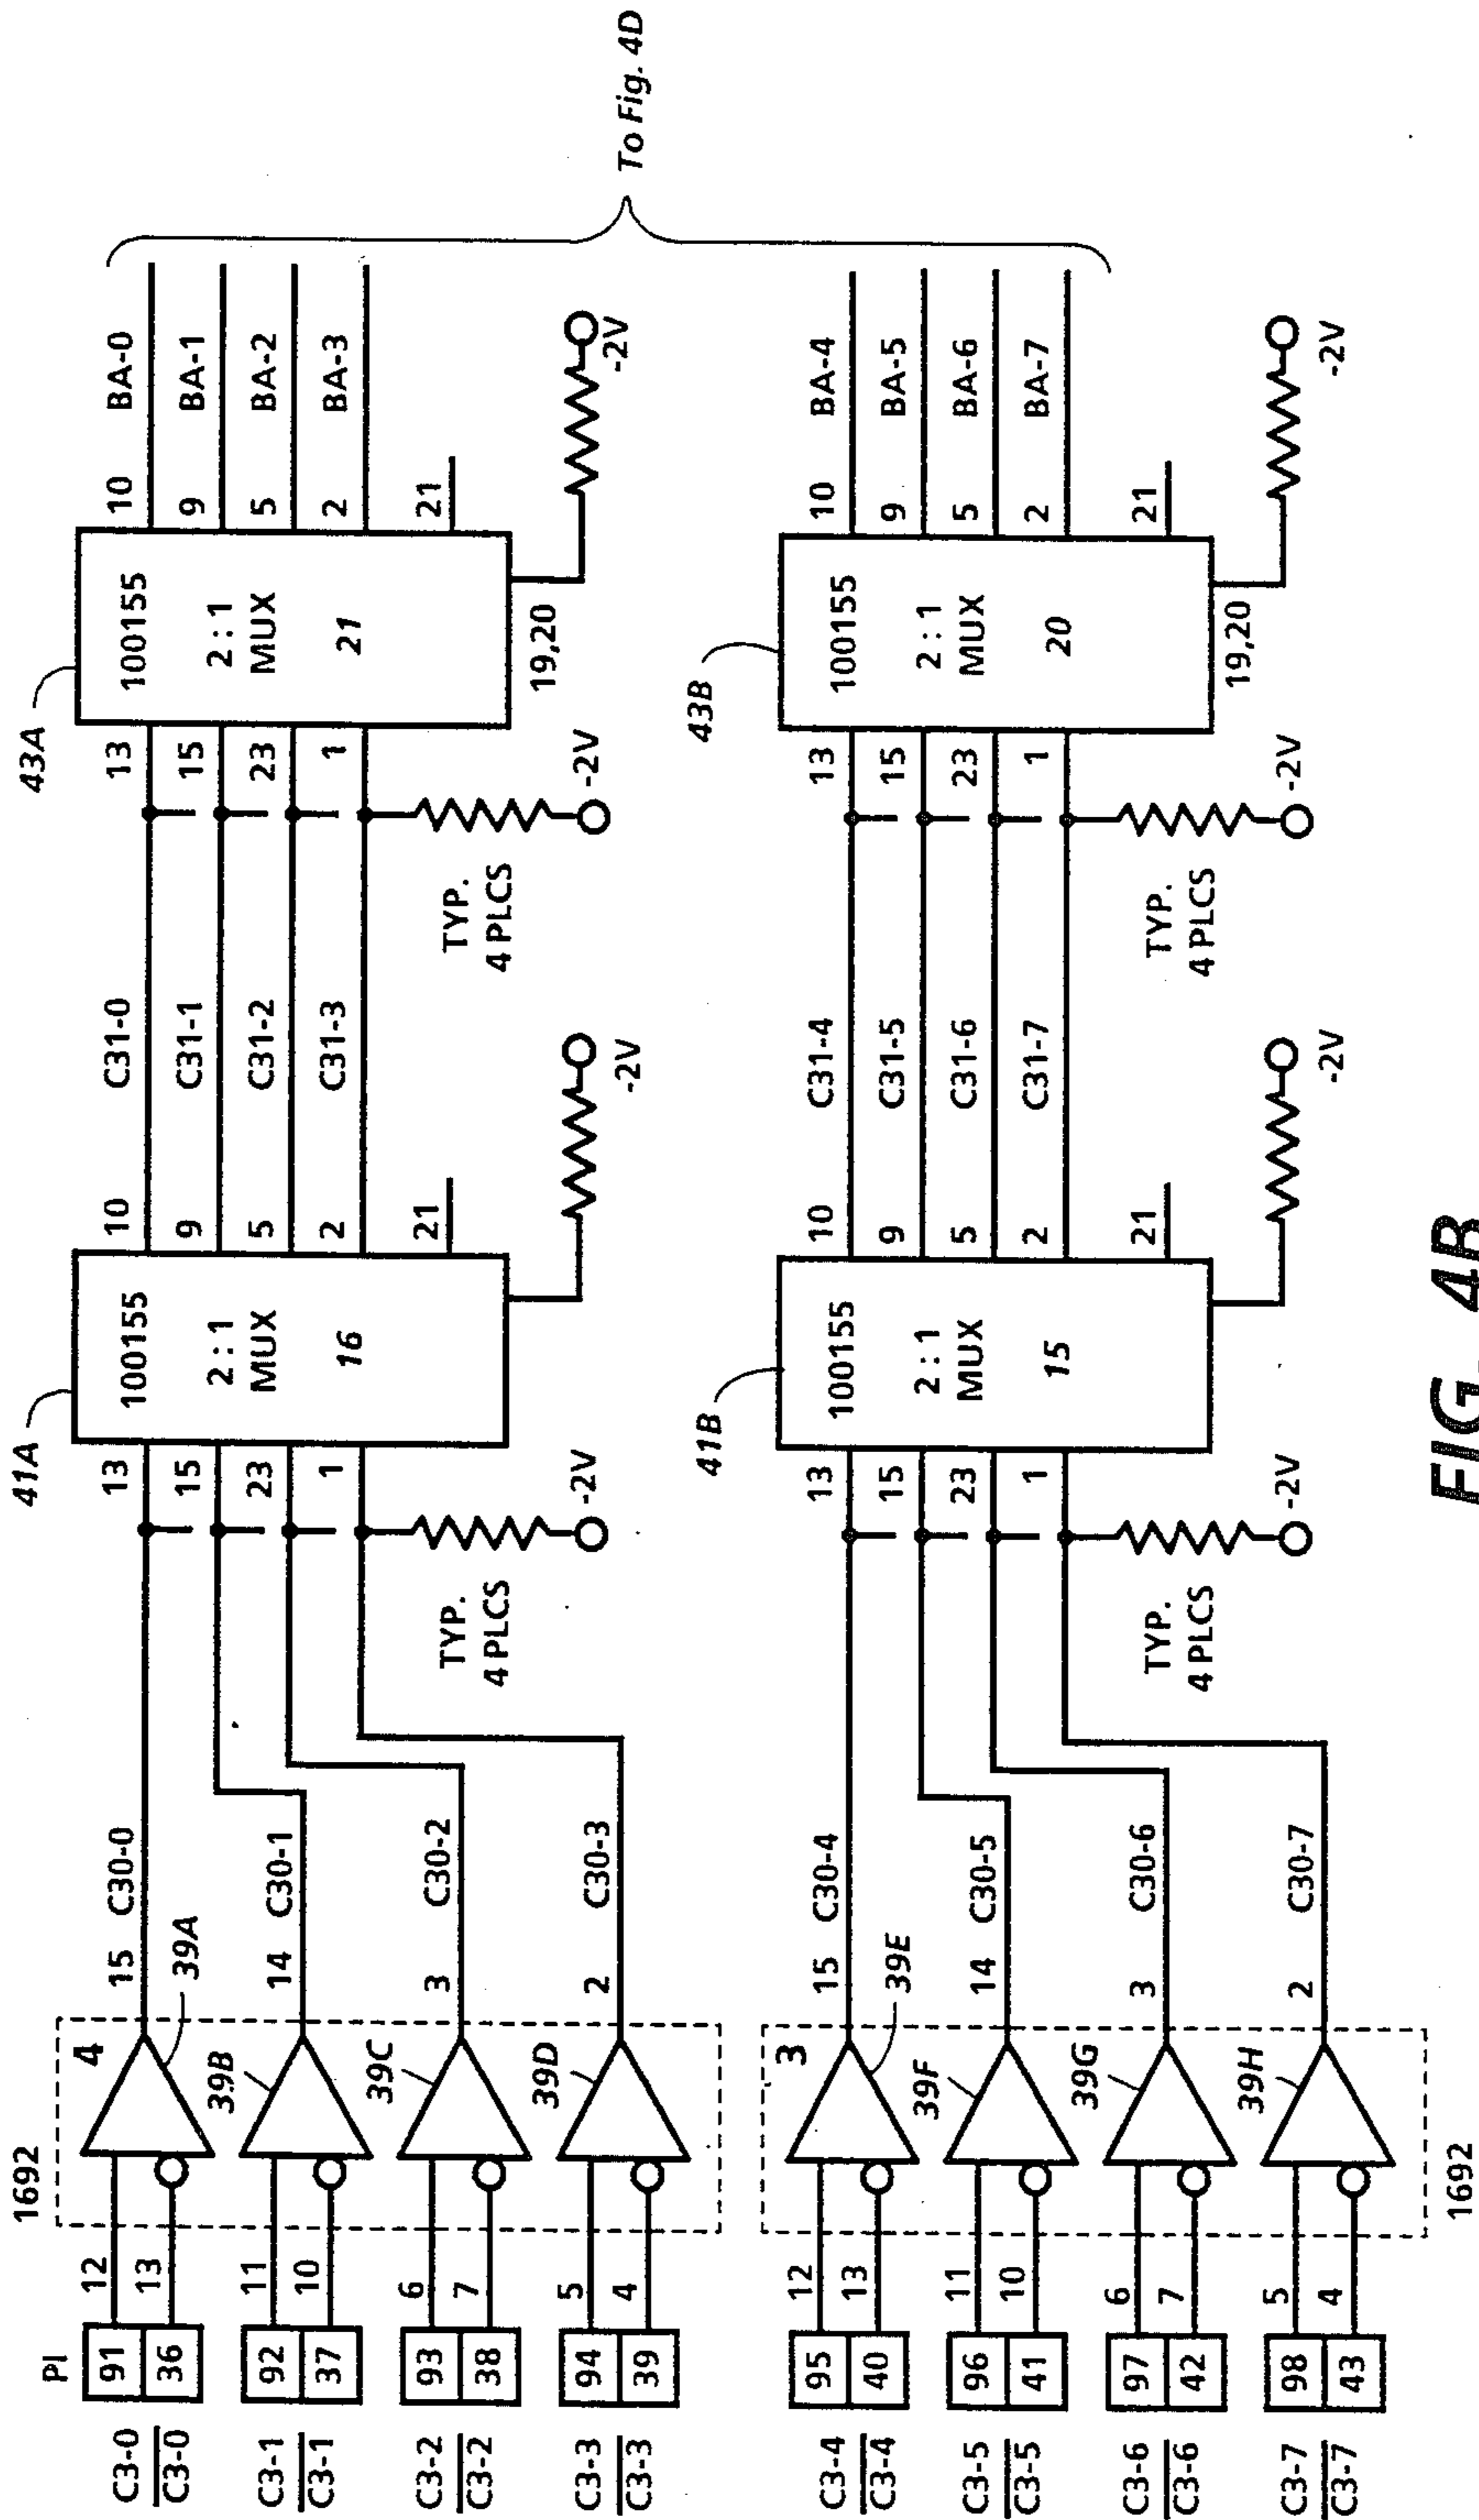 PI
1692
C3-0
C3-0
91
36
12
13
4
39A
15
C30-0
C3-1
C3-1
92
37
11
10
39B
14
C30-1
C3-2
C3-2
93
38
6
7
39C
3
C30-2
C3-3
C3-3
94
39
5
4
39D
2
C30-3
TYP.
4 PLCS
-2V
41A
13
15
23
1
100155
2:1
MUX
16
10
9
5
2
21
-2V
C31-0
C31-1
C31-2
C31-3
TYP.
4 PLCS
-2V
43A
13
15
23
1
100155
2:1
MUX
21
19,20
10
9
5
2
21
BA-0
BA-1
BA-2
BA-3
-2V
To Fig. 4D
C3-4
C3-4
95
40
12
13
3
39E
15
C30-4
C3-5
C3-5
96
41
11
10
39F
14
C30-5
C3-6
C3-6
97
42
6
7
39G
3
C30-6
C3-7
C3-7
98
43
5
4
39H
2
C30-7
1692
TYP.
4 PLCS
-2V
41B
13
15
23
1
100155
2:1
MUX
15
10
9
5
2
21
-2V
C31-4
C31-5
C31-6
C31-7
TYP.
4 PLCS
-2V
43B
13
15
23
1
100155
2:1
MUX
20
19,20
10
9
5
2
21
BA-4
BA-5
BA-6
BA-7
-2V
FIG. 4B